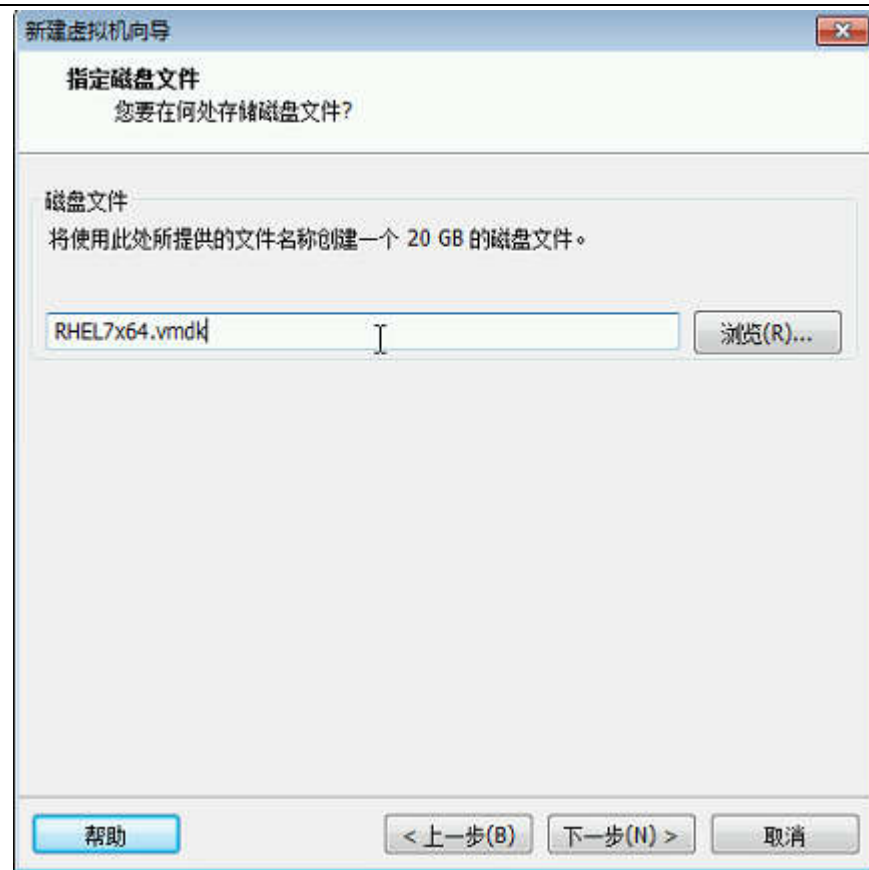 新建虚拟机向导
指定磁盘文件
您要在何处存储磁盘文件?
磁盘文件
将使用此处所提供的文件名称创建一个 20 GB 的磁盘文件。
RHEL7x64.vmdk
浏览(R)...
帮助
< 上一步(B)
下一步(N) >
取消